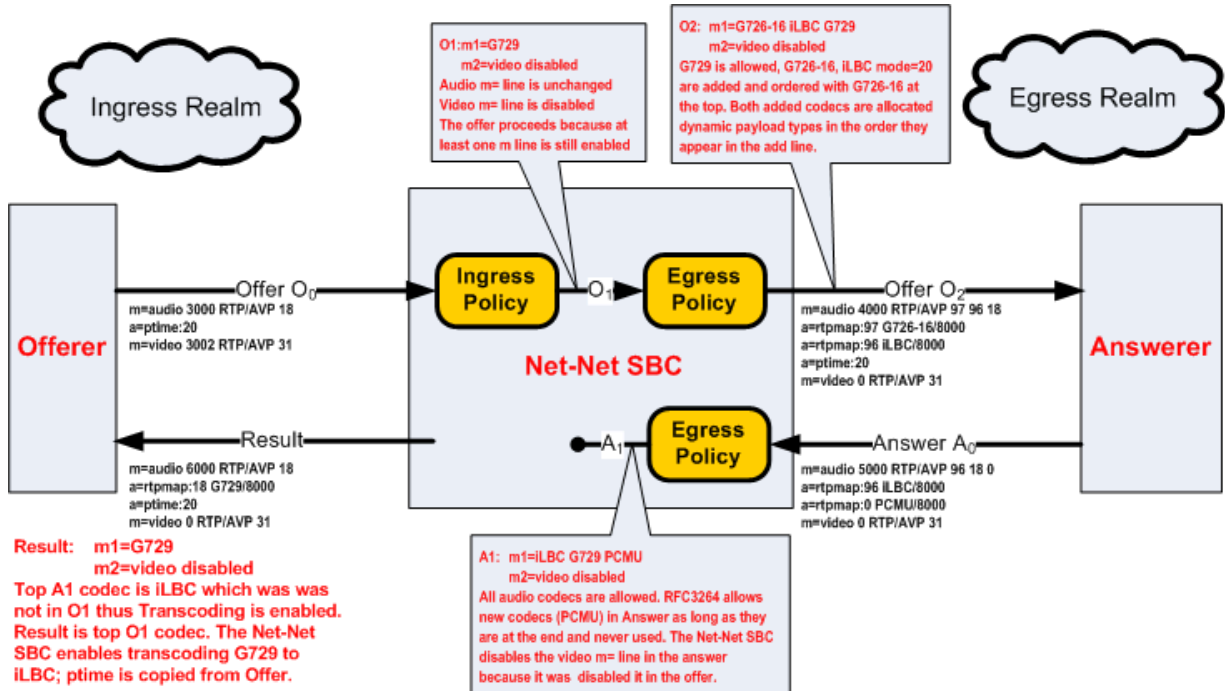 Ingress Realm
O1:m1=G729
m2=video disabled
Audio m= line is unchanged
Video m= line is disabled
The offer proceeds because at
least one m line is still enabled
O2: m1=G726-16 iLBC G729
m2=video disabled
G729 is allowed, G726-16, iLBC mode=20
are added and ordered with G726-16 at
the top. Both added codecs are allocated
dynamic payload types in the order they
appear in the add line.
Egress Realm
Offerer
Offer O0
m=audio 3000 RTP/AVP 18
a=ptime:20
m=video 3002 RTP/AVP 31
Ingress
Policy
O1
Egress
Policy
Net-Net SBC
Offer O2
m=audio 4000 RTP/AVP 97 96 18
a=rtpmap:97 G726-16/8000
a=rtpmap:96 iLBC/8000
a=ptime:20
m=video 0 RTP/AVP 31
Answerer
Result
m=audio 6000 RTP/AVP 18
a=rtpmap:18 G729/8000
a=ptime:20
m=video 0 RTP/AVP 31
A1
Egress
Policy
Answer A0
m=audio 5000 RTP/AVP 96 18 0
a=rtpmap:96 iLBC/8000
a=rtpmap:0 PCMU/8000
m=video 0 RTP/AVP 31
Result: m1=G729
m2=video disabled
Top A1 codec is iLBC which was was
not in O1 thus Transcoding is enabled.
Result is top O1 codec. The Net-Net
SBC enables transcoding G729 to
iLBC; ptime is copied from Offer.
A1: m1=iLBC G729 PCMU
m2=video disabled
All audio codecs are allowed. RFC3264 allows
new codecs (PCMU) in Answer as long as they
are at the end and never used. The Net-Net SBC
disables the video m= line in the answer
because it was disabled it in the offer.